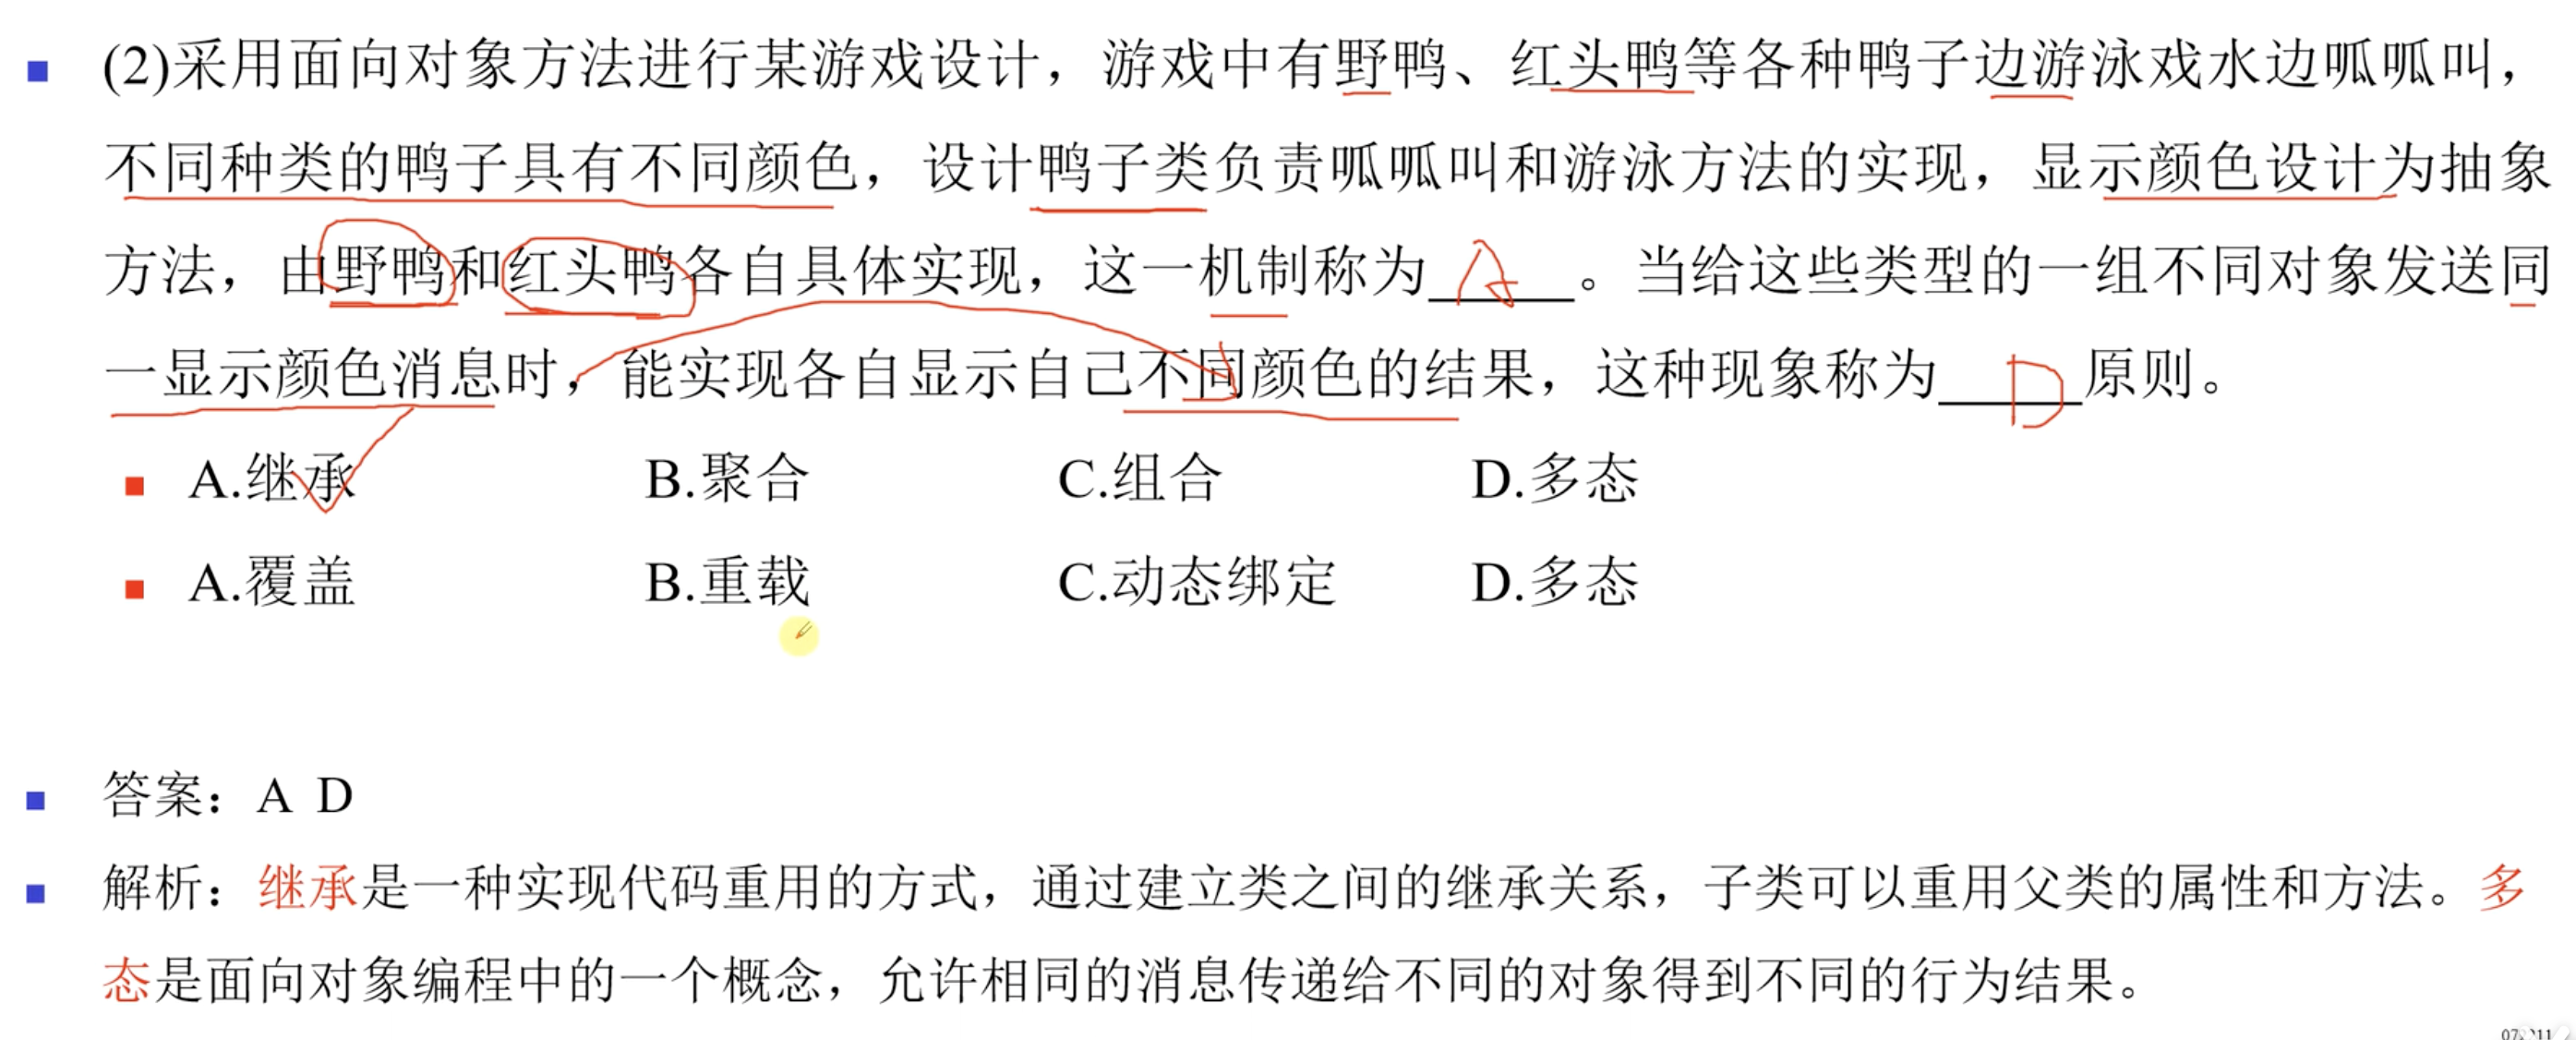 (2)采用面向对象方法进行某游戏设计，游戏中有野鸭、红头鸭等各种鸭子边游泳戏水边呱呱叫，
不同种类的鸭子具有不同颜色，设计鸭子类负责呱呱叫和游泳方法的实现，显示颜色设计为抽象
方法，由野鸭和红头鸭各自具体实现，这一机制称为 A 。当给这些类型的一组不同对象发送同
一显示颜色消息时，能实现各自显示自己不同颜色的结果，这种现象称为 D 原则。
A.继承 B.聚合 C.组合 D.多态
A.覆盖 B.重载 C.动态绑定 D.多态
答案：A D
解析：继承是一种实现代码重用的方式，通过建立类之间的继承关系，子类可以重用父类的属性和方法。多
态是面向对象编程中的一个概念，允许相同的消息传递给不同的对象得到不同的行为结果。